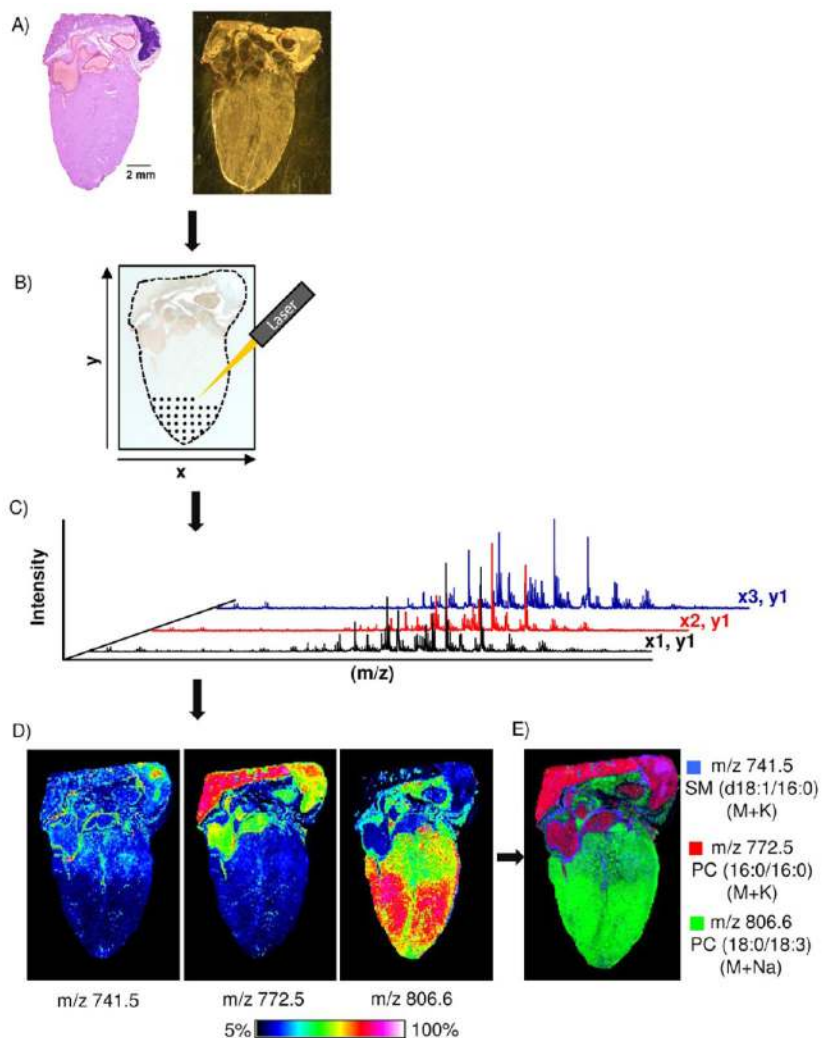 A)
2 mm
B)
Laser
y
x
C)
Intensity
x3, y1
x2, y1
x1, y1
(m/z)
D)
E)
m/z 741.5
SM (d18:1/16:0)
(M+K)
m/z 772.5
PC (16:0/16:0)
(M+K)
m/z 806.6
PC (18:0/18:3)
(M+Na)
m/z 741.5
m/z 772.5
m/z 806.6
5%
100%